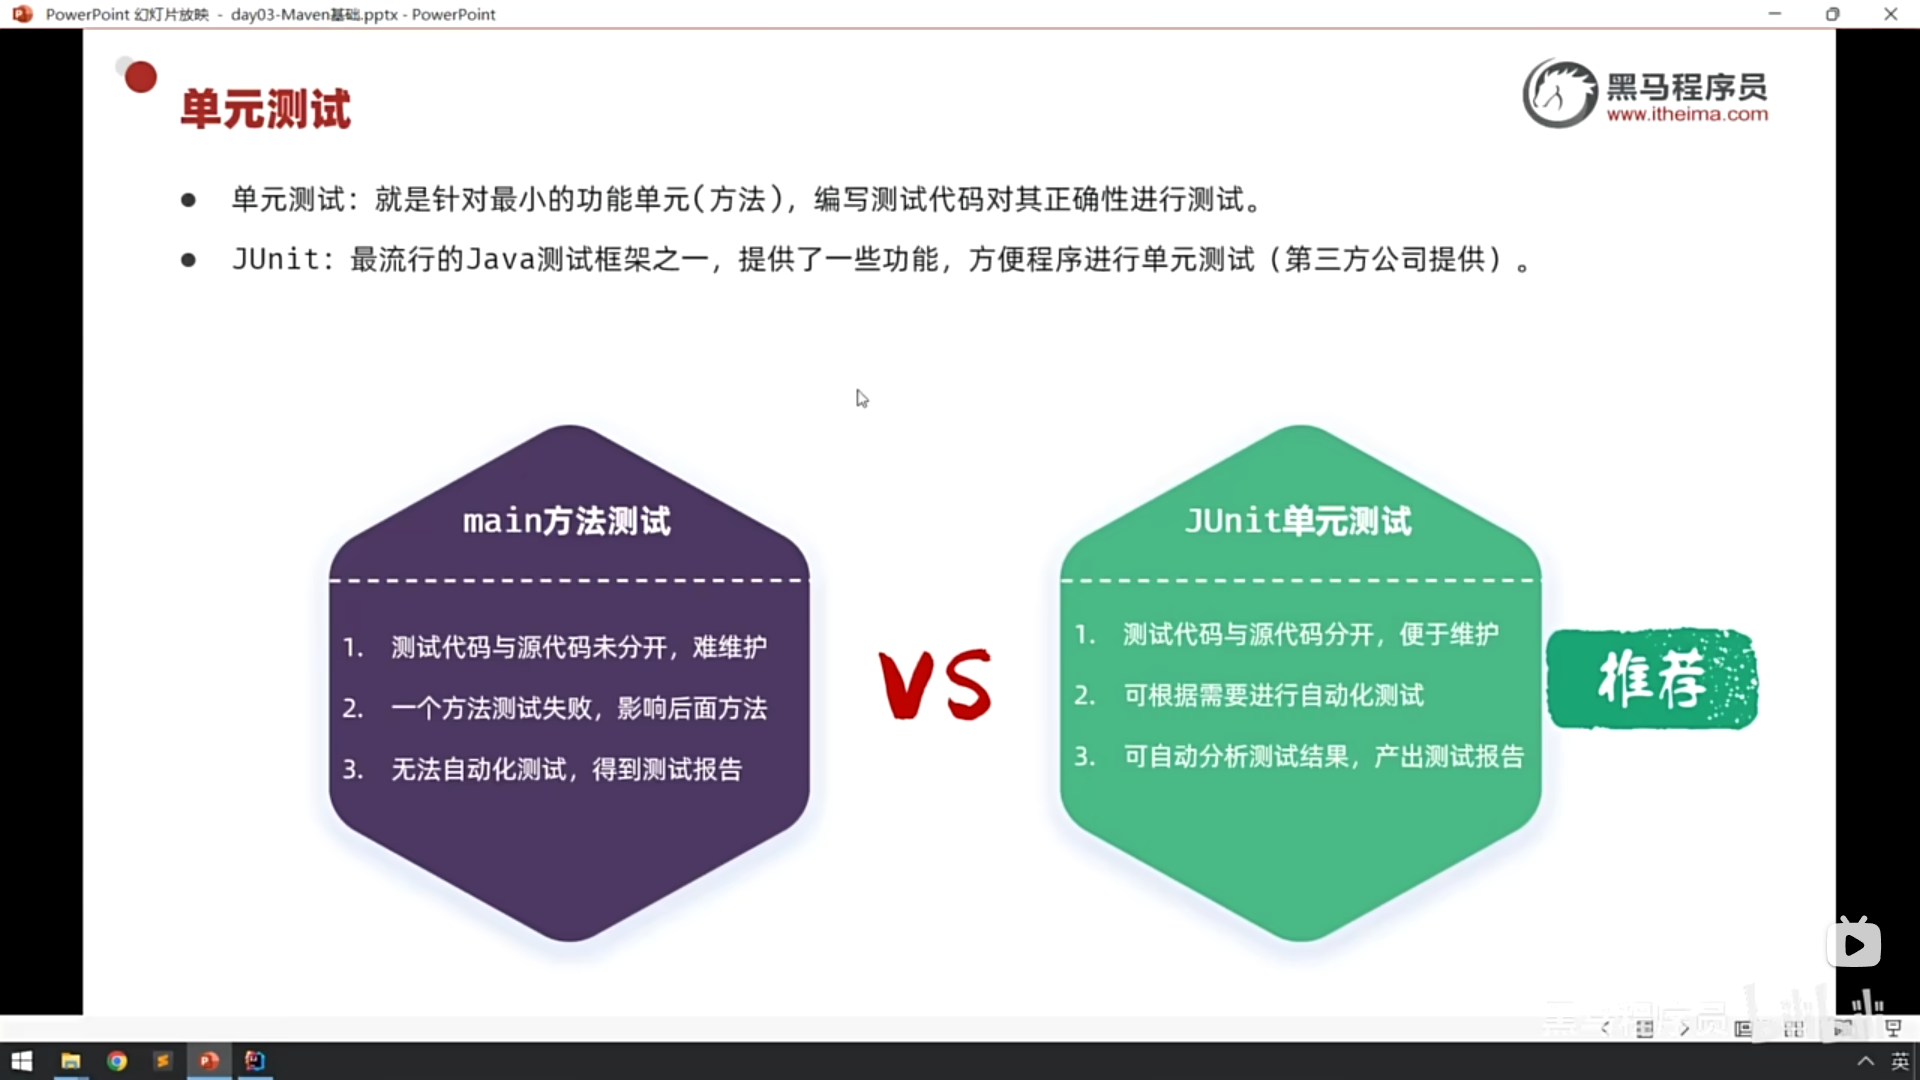 PowerPoint 幻灯片放映 - day03-Maven基础.pptx - PowerPoint
单元测试
黑马程序员
www.itheima.com
● 单元测试：就是针对最小的功能单元(方法)，编写测试代码对其正确性进行测试。
● JUnit：最流行的Java测试框架之一，提供了一些功能，方便程序进行单元测试（第三方公司提供）。
main方法测试
1. 测试代码与源代码未分开，难维护
2. 一个方法测试失败，影响后面方法
3. 无法自动化测试，得到测试报告
VS
JUnit单元测试
1. 测试代码与源代码分开，便于维护
2. 可根据需要进行自动化测试
3. 可自动分析测试结果，产出测试报告
推荐
黑马程序员
bilibili
英